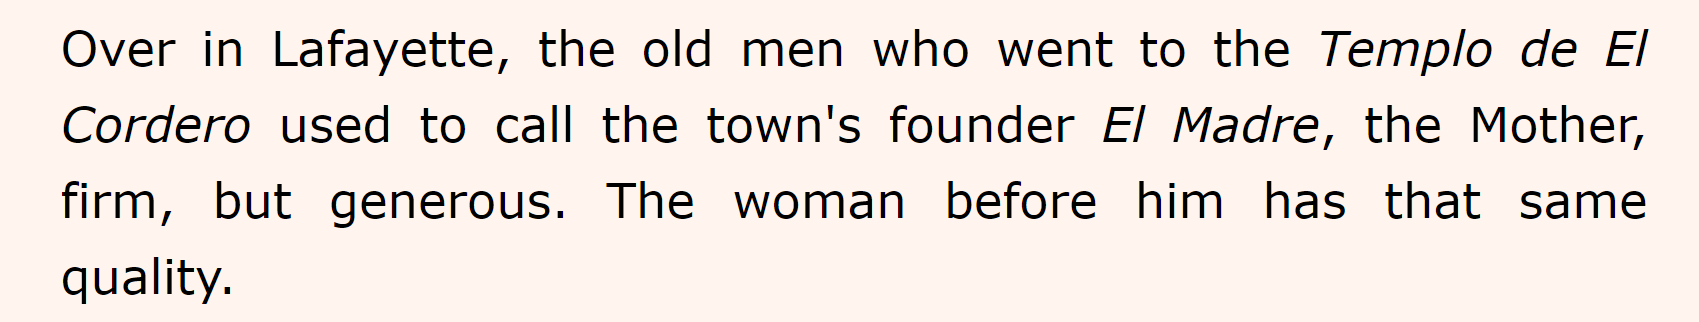 Over in Lafayette, the old men who went to the Templo de El
Cordero used to call the town's founder El Madre, the Mother,
firm, but generous. The woman before him has that same
quality.